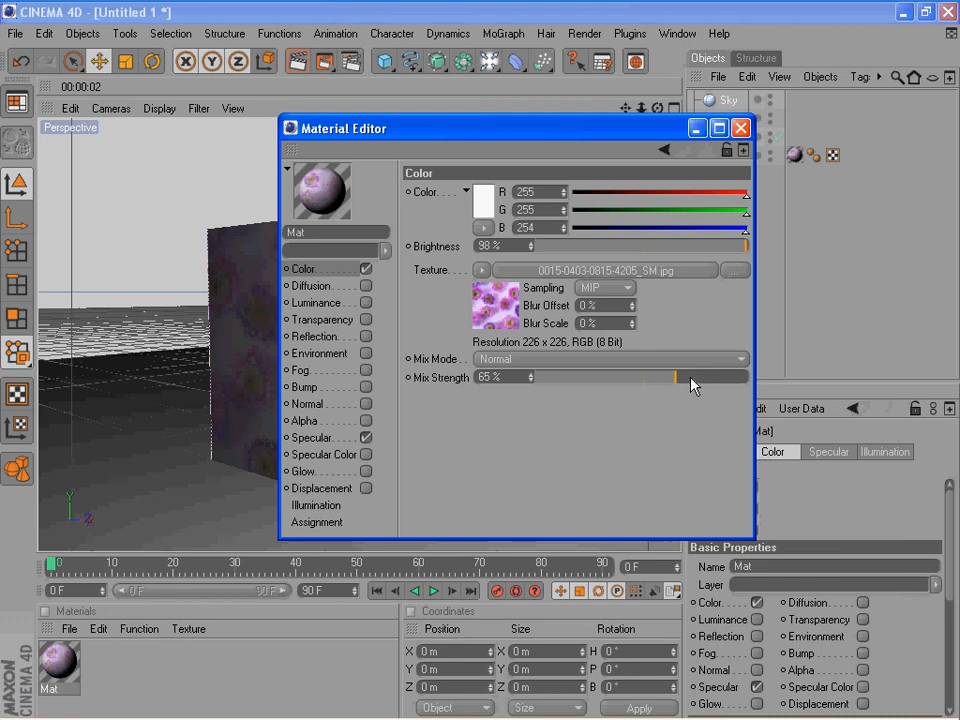 CINEMA 4D - [Untitled 1 *]
File Edit Objects Tools Selection Structure Functions Animation Character Dynamics MoGraph Hair Render Plugins Window Help
Objects Structure
00:00:02
File Edit View Objects Tag
Edit Cameras Display Filter View
Sky
Perspective
Material Editor
Color
Color. . . . R 255
G 255
B 254
Mat
Brightness 98 %
Texture. . . . 0015-0403-0815-4205_SM.jpg ...
Color
Diffusion
Luminance
Transparency
Reflection
Environment
Fog
Bump
Normal
Alpha
Specular
Specular Color
Glow
Displacement
Illumination
Assignment
Sampling MIP
Blur Offset 0 %
Blur Scale 0 %
Resolution 226 x 226, RGB (8 Bit)
Mix Mode . . Normal
Mix Strength 65 %
dit User Data
at]
Color Specular Illumination
Basic Properties
Name Mat
Layer
Color. Diffusion
Luminance Transparency
Reflection Environment
Fog. Bump
Normal Alpha
Specular Specular Color
Glow. Displacement
Y
Z
0 10 20 30 40 50 60 70 80 90 0 F
0 F 0 F 90 F 90 F
P
Materials
File Edit Function Texture
Mat
Coordinates
Position Size Rotation
X 0 m X 0 m H 0 °
Y 0 m Y 0 m P 0 °
Z 0 m Z 0 m B 0 °
Object Size Apply
MAXON
CINEMA 4D